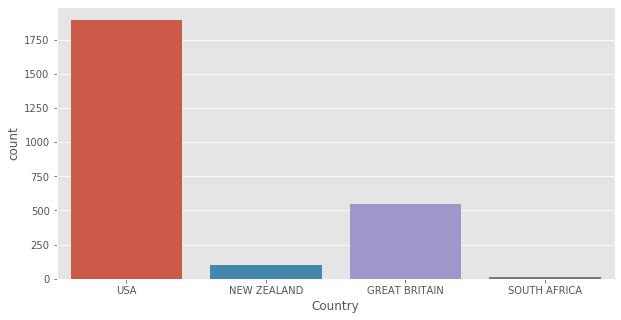 1750
1500
1250
1000
750
500
250
0
count
USA
NEW ZEALAND
GREAT BRITAIN
SOUTH AFRICA
Country